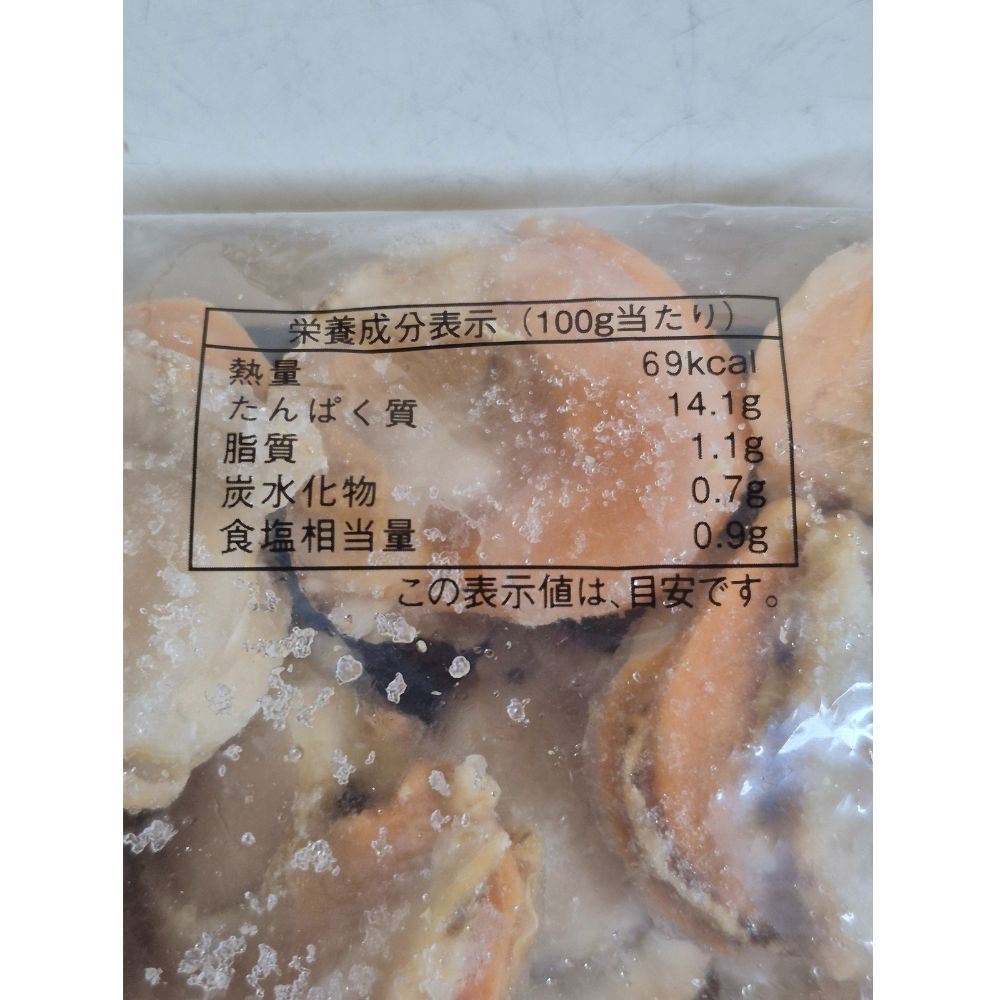 栄養成分表示（100g当たり）
熱量 69kcal
たんぱく質 14.1g
脂質 1.1g
炭水化物 0.7g
食塩相当量 0.9g
この表示値は、目安です。